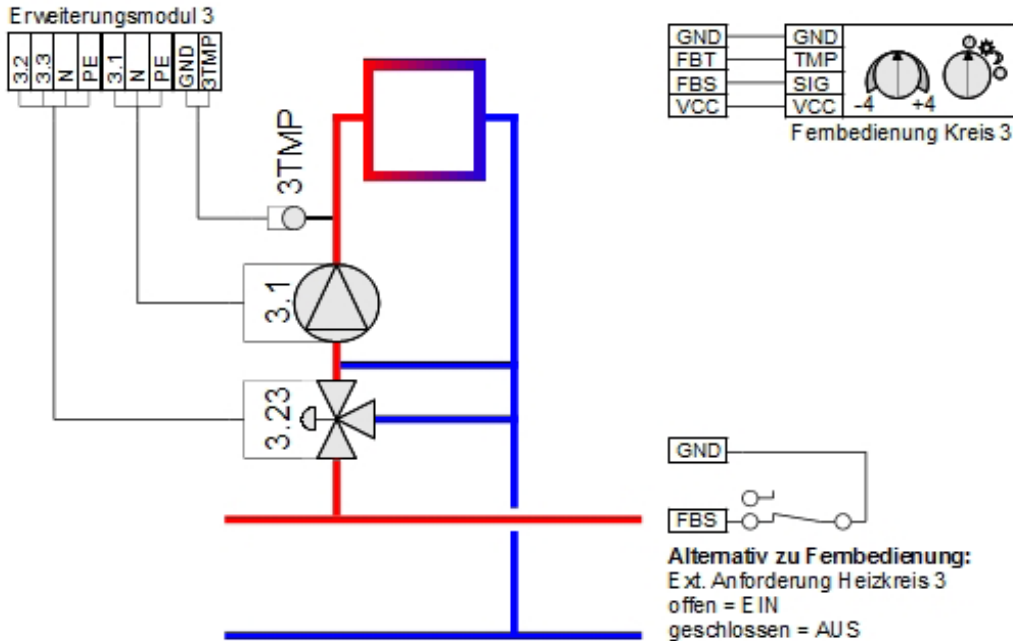 Erweiterungsmodul 3
3.2 3.3 N PE 3.1 N PE GND 3TMP
3TMP
3.1
3.23
GND GND
FBT TMP
FBS SIG
VCC VCC
-4 +4
Fernbedienung Kreis 3
GND
FBS
Alternativ zu Fernbedienung:
Ext. Anforderung Heizkreis 3
offen = EIN
geschlossen = AUS